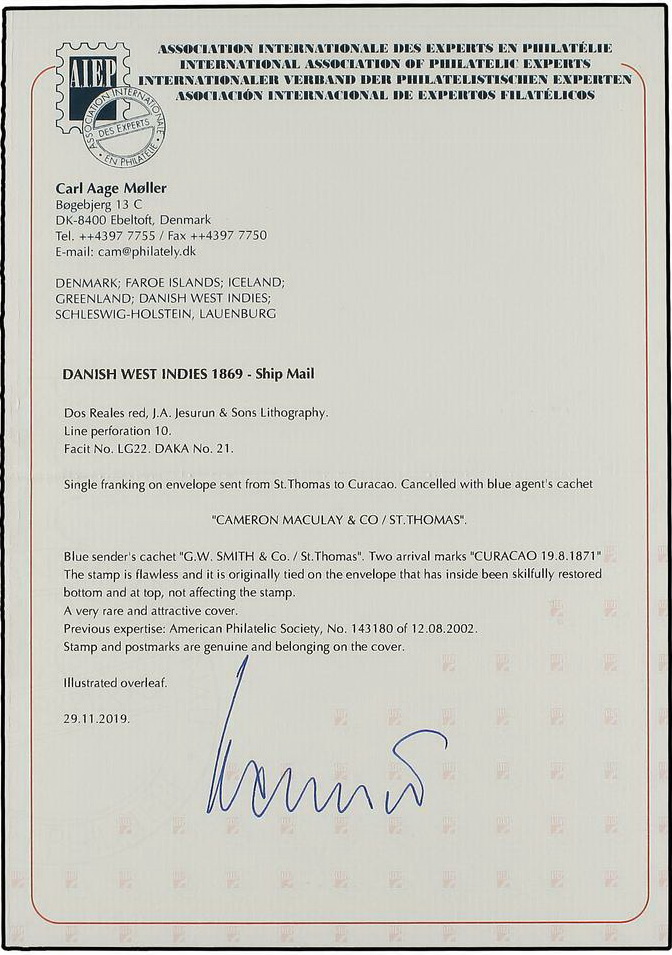 ASSOCIATION INTERNATIONALE DES EXPERTS EN PHILATÉLIE
INTERNATIONAL ASSOCIATION OF PHILATELIC EXPERTS
INTERNATIONALER VERBAND DER PHILATELISTISCHEN EXPERTEN
ASOCIACIÓN INTERNACIONAL DE EXPERTOS FILATÉLICOS
AIEP
ASSOCIATION INTERNATIONALE
DES EXPERTS
• EN PHILATELIE •
Carl Aage Møller
Bøgebjerg 13 C
DK-8400 Ebeltoft, Denmark
Tel. ++4397 7755 / Fax ++4397 7750
E-mail: cam@philately.dk
DENMARK; FAROE ISLANDS; ICELAND;
GREENLAND; DANISH WEST INDIES;
SCHLESWIG-HOLSTEIN, LAUENBURG
DANISH WEST INDIES 1869 - Ship Mail
Dos Reales red, J.A. Jesurun & Sons Lithography.
Line perforation 10.
Facit No. LG22. DAKA No. 21.
Single franking on envelope sent from St.Thomas to Curacao. Cancelled with blue agent's cachet
"CAMERON MACULAY & CO / ST.THOMAS".
Blue sender's cachet "G.W. SMITH & Co. / St.Thomas". Two arrival marks "CURACAO 19.8.1871"
The stamp is flawless and it is originally tied on the envelope that has inside been skilfully restored
bottom and at top, not affecting the stamp.
A very rare and attractive cover.
Previous expertise: American Philatelic Society, No. 143180 of 12.08.2002.
Stamp and postmarks are genuine and belonging on the cover.
Illustrated overleaf.
29.11.2019.